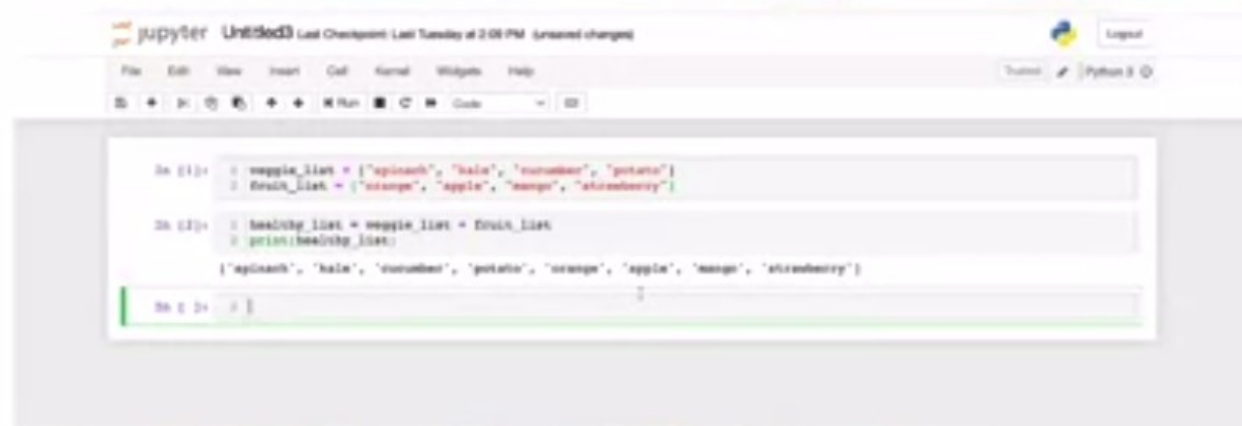 jupyter Untitled3 Last Checkpoint: Last Tuesday at 2:09 PM (unsaved changes) Logout
File Edit View Insert Cell Kernel Widgets Help Trusted Python 3
Run Code
In [1]: 1 veggie_list = ["spinach", "kale", "cucumber", "potato"]
2 fruit_list = ["orange", "apple", "mango", "strawberry"]
In [2]: 1 healthy_list = veggie_list + fruit_list
2 print(healthy_list)
['spinach', 'kale', 'cucumber', 'potato', 'orange', 'apple', 'mango', 'strawberry']
In [ ]: 1